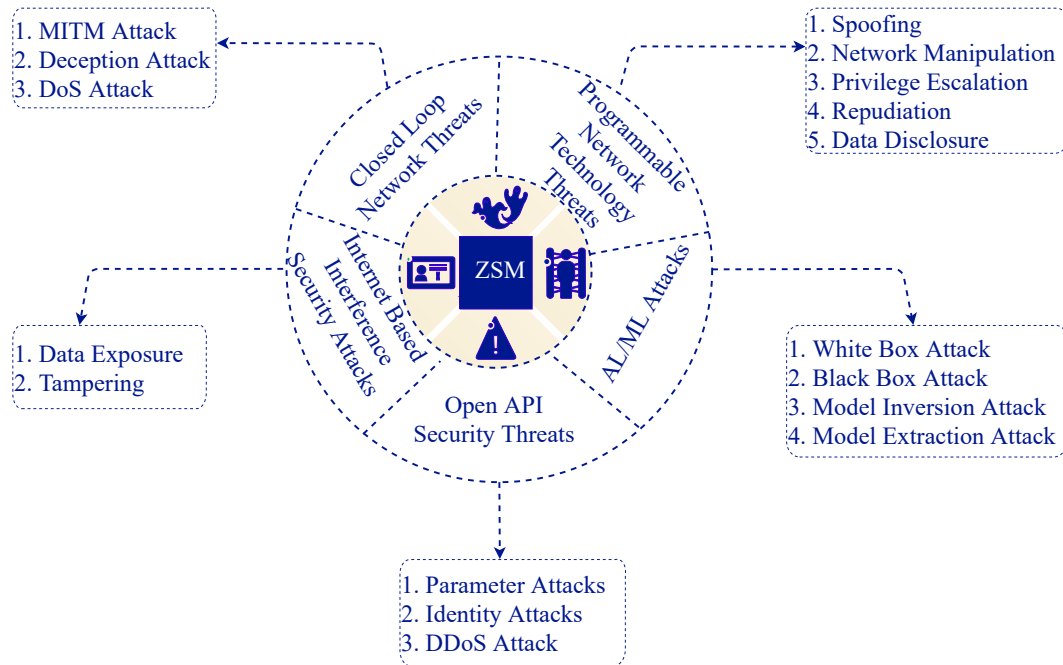 1. MITM Attack
2. Deception Attack
3. DoS Attack
1. Spoofing
2. Network Manipulation
3. Privilege Escalation
4. Repudiation
5. Data Disclosure
Closed Loop
Network Threats
Programmable
Network
Technology
Threats
Internet Based
Interference
Security Attacks
ZSM
AL/ML Attacks
Open API
Security Threats
1. Data Exposure
2. Tampering
1. White Box Attack
2. Black Box Attack
3. Model Inversion Attack
4. Model Extraction Attack
1. Parameter Attacks
2. Identity Attacks
3. DDoS Attack